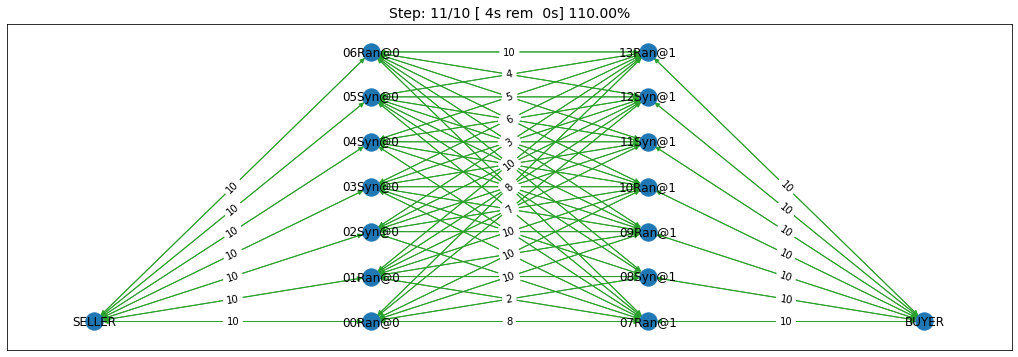 Step: 11/10 [ 4s rem  0s] 110.00%
06Ran@0 10 13Ran@1
4
05Syn@0 5 12Syn@1
6
04Syn@0 3 11Syn@1
10
10 03Syn@0 8 10Ran@1 10
10 7 10
10 02Syn@0 10 09Ran@1 10
10 10 10
10 01Ran@0 10 08Syn@1 10
10 2 10
SELLER 10 00Ran@0 8 07Ran@1 10 BUYER